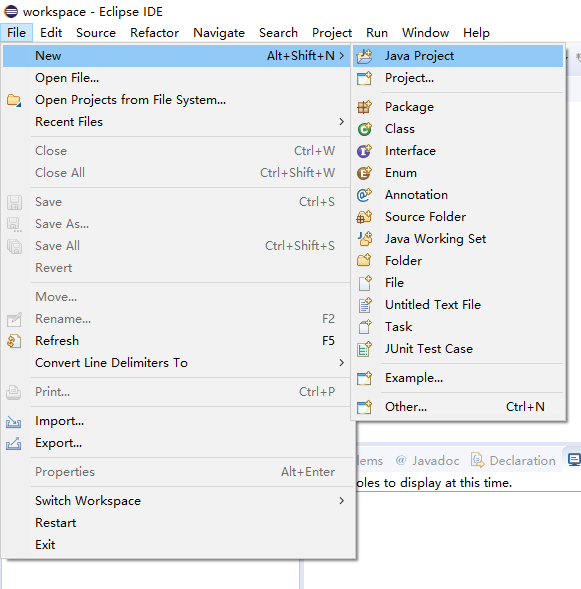 workspace - Eclipse IDE
File Edit Source Refactor Navigate Search Project Run Window Help
New Alt+Shift+N
Open File...
Open Projects from File System...
Recent Files
Close Ctrl+W
Close All Ctrl+Shift+W
Save Ctrl+S
Save As...
Save All Ctrl+Shift+S
Revert
Move...
Rename... F2
Refresh F5
Convert Line Delimiters To
Print... Ctrl+P
Import...
Export...
Properties Alt+Enter
Switch Workspace
Restart
Exit
Java Project
Project...
Package
Class
Interface
Enum
Annotation
Source Folder
Java Working Set
Folder
File
Untitled Text File
Task
JUnit Test Case
Example...
Other... Ctrl+N
lems @ Javadoc Declaration
oles to display at this time.